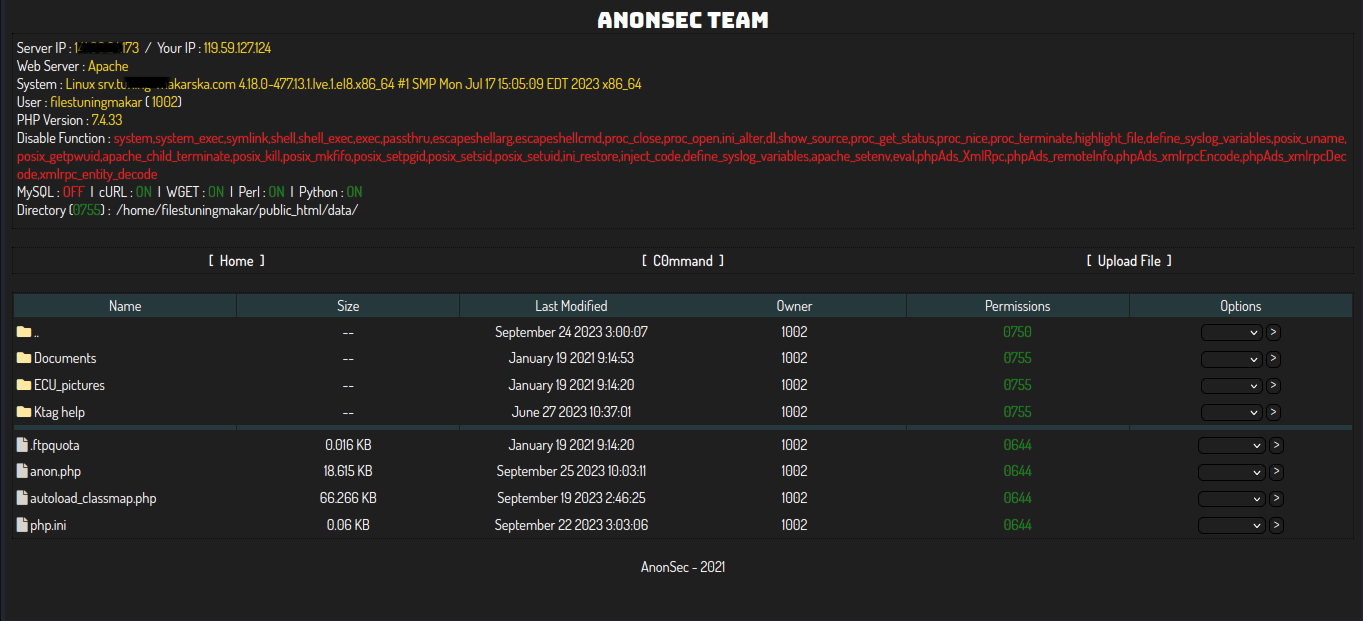 ANONSEC TEAM
Server IP : 173 / Your IP : 119.59.127.124
Web Server : Apache
System : Linux 4.18.0-477.13.1.lve.1.el8.x86_64 #1 SMP Mon Jul 17 15:05:09 EDT 2023 x86_64
User : filestuningmakar ( 1002)
PHP Version : 7.4.33
Disable Function : system,system_exec,symlink,shell,shell_exec,exec,passthru,escapeshellarg,escapeshellcmd,proc_close,proc_open,ini_alter,dl,show_source,proc_get_status,proc_nice,proc_terminate,highlight_file,define_syslog_variables,posix_uname,
posix_getpwuid,apache_child_terminate,posix_kill,posix_mkfifo,posix_setpgid,posix_setsid,posix_setuid,ini_restore,inject_code,define_syslog_variables,apache_setenv,eval,phpAds_XmlRpc,phpAds_remoteInfo,phpAds_xmlrpcEncode,phpAds_xmlrpcDec
ode,xmlrpc_entity_decode
MySQL : OFF | cURL : ON | WGET : ON | Perl : ON | Python : ON
Directory (0755) : /home/filestuningmakar/public_html/data/
[ Home ] [ C0mmand ] [ Upload File ]
Name Size Last Modified Owner Permissions Options
.. -- September 24 2023 3:00:07 1002 0750 >
Documents -- January 19 2021 9:14:53 1002 0755 >
ECU_pictures -- January 19 2021 9:14:20 1002 0755 >
Ktag help -- June 27 2023 10:37:01 1002 0755 >
.ftpquota 0.016 KB January 19 2021 9:14:20 1002 0644 >
anon.php 18.615 KB September 25 2023 10:03:11 1002 0644 >
autoload_classmap.php 66.266 KB September 19 2023 2:46:25 1002 0644 >
php.ini 0.06 KB September 22 2023 3:03:06 1002 0644 >
AnonSec - 2021